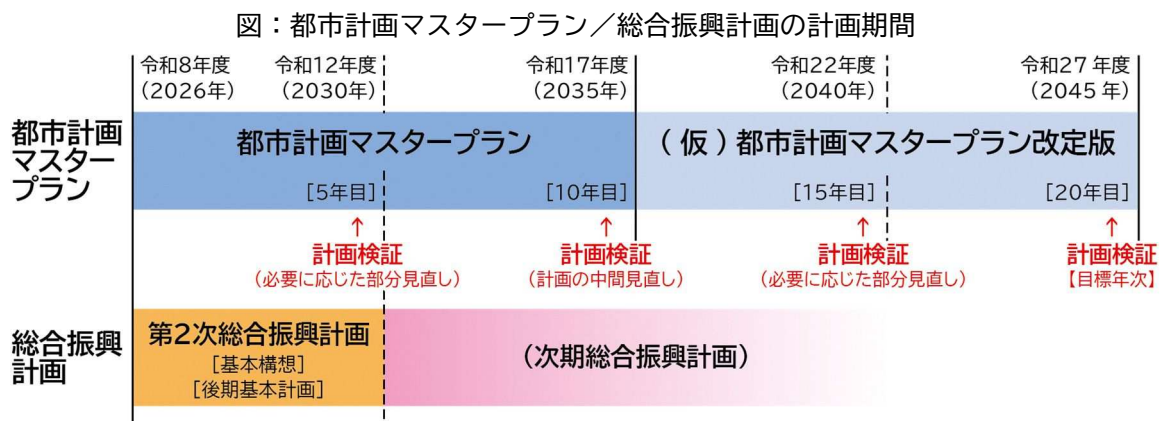 図：都市計画マスタープラン／総合振興計画の計画期間
令和8年度
（2026年）
令和12年度
（2030年）
令和17年度
（2035年）
令和22年度
（2040年）
令和27年度
（2045年）
都市計画
マスター
プラン
都市計画マスタープラン
（仮）都市計画マスタープラン改定版
［5年目］
［10年目］
［15年目］
［20年目］
↑
計画検証
（必要に応じた部分見直し）
↑
計画検証
（計画の中間見直し）
↑
計画検証
（必要に応じた部分見直し）
↑
計画検証
【目標年次】
総合振興
計画
第2次総合振興計画
［基本構想］
［後期基本計画］
（次期総合振興計画）